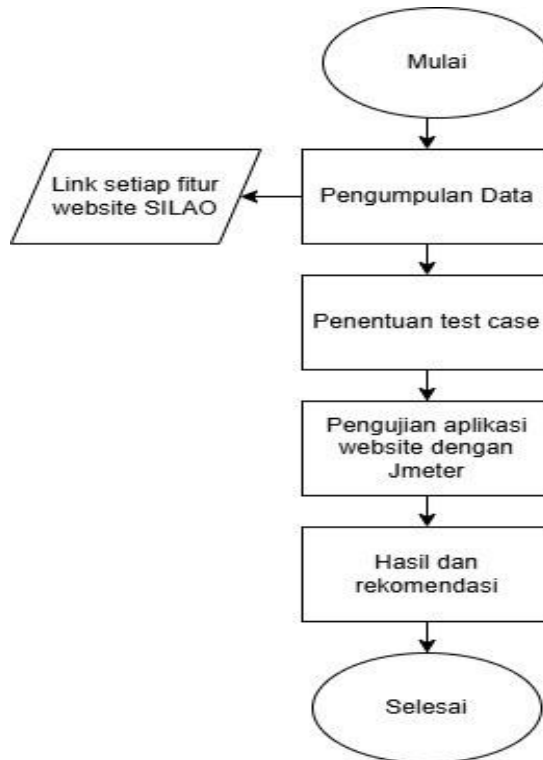 Mulai
Link setiap fitur
website SILAO
Pengumpulan Data
Penentuan test case
Pengujian aplikasi
website dengan
Jmeter
Hasil dan
rekomendasi
Selesai